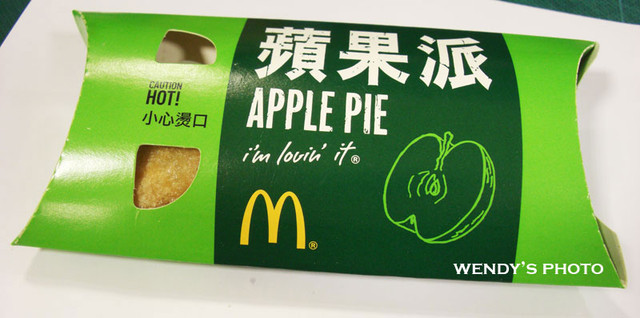 蘋果派
APPLE PIE
i'm lovin' it®
CAUTION
HOT!
小心燙口
M®
WENDY'S PHOTO